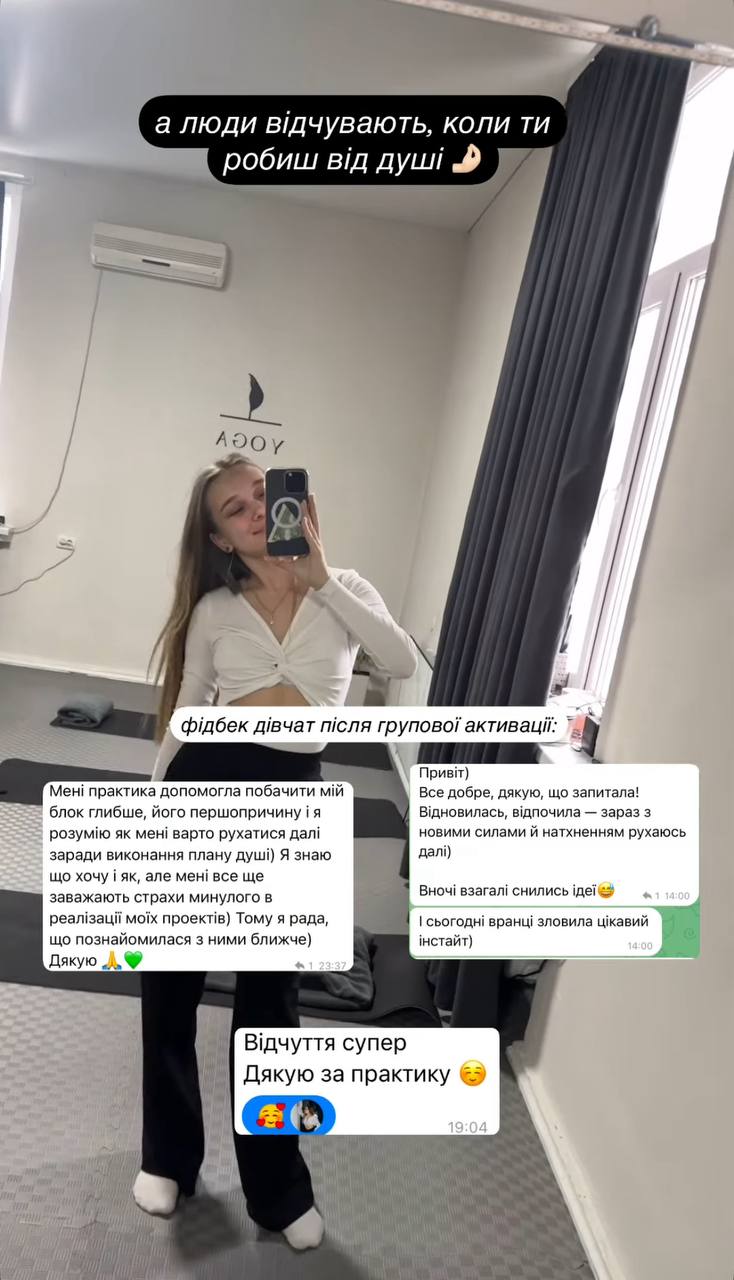 а люди відчувають, коли ти
робиш від душі 👌🏻
YOGA
фідбек дівчат після групової активації:
Мені практика допомогла побачити мій
блок глибше, його першопричину і я
розумію як мені варто рухатися далі
заради виконання плану душі) Я знаю
що хочу і як, але мені все ще
заважають страхи минулого в
реалізації моїх проектів) Тому я рада,
що познайомилася з ними ближче)
Дякую 🙏💚
1 23:37
Привіт)
Все добре, дякую, що запитала!
Відновилась, відпочила — зараз з
новими силами й натхненням рухаюсь
далі)
Вночі взагалі снились ідеї😅
1 14:00
І сьогодні вранці зловила цікавий
інстайт)
14:00
Відчуття супер
Дякую за практику ☺️
🥰
19:04